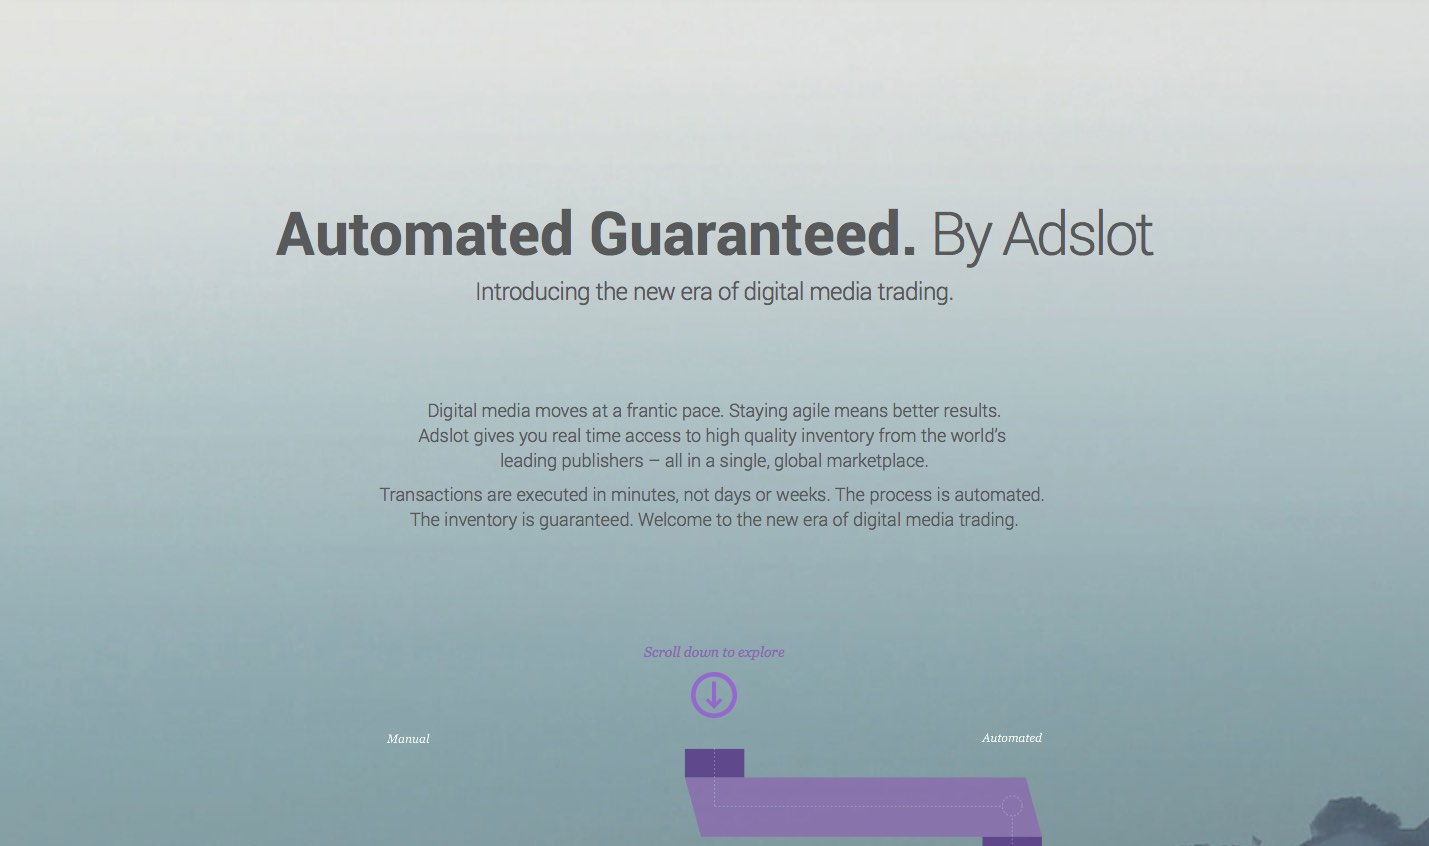 Automated Guaranteed. By Adslot
Introducing the new era of digital media trading.
Digital media moves at a frantic pace. Staying agile means better results.
Adslot gives you real time access to high quality inventory from the world’s
leading publishers – all in a single, global marketplace.
Transactions are executed in minutes, not days or weeks. The process is automated.
The inventory is guaranteed. Welcome to the new era of digital media trading.
Scroll down to explore
Manual
Automated